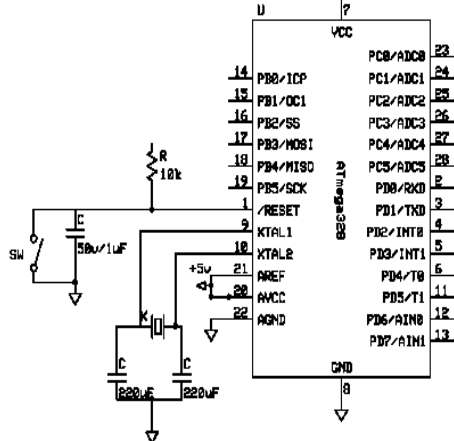 U
7
VCC
PC0/ADC0 23
14 PB0/ICP
PC1/ADC1 24
15 PB1/OC1
PC2/ADC2 25
16 PB2/SS
PC3/ADC3 26
17 PB3/MOSI
PC4/ADC4 27
18 PB4/MISO
PC5/ADC5 28
19 PB5/SCK
PD0/RXD 2
R
10k
ATmega328
1 /RESET
PD1/TXD 3
9 XTAL1
PD2/INT0 4
10 XTAL2
PD3/INT1 5
C
50v/1uF
SW
+5v
21 AREF
PD4/T0 6
A
20 AVCC
PD5/T1 11
22 AGND
PD6/AIN0 12
PD7/AIN1 13
X
C
220uF
C
220uF
GND
8